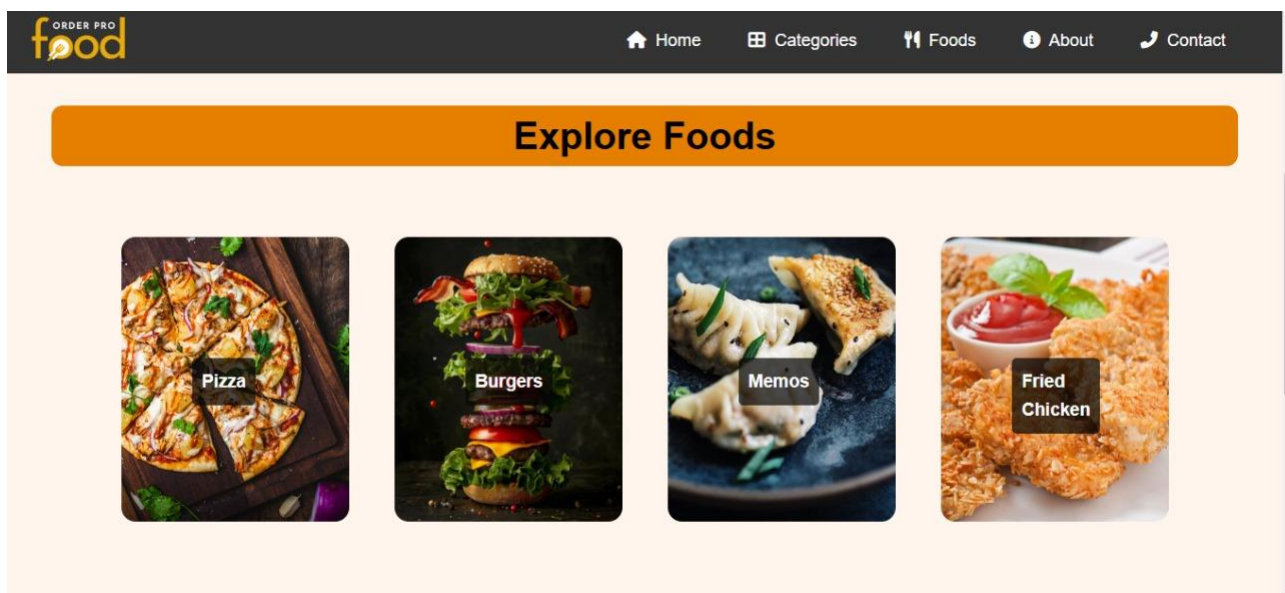 ORDER PRO
food
Home
Categories
Foods
About
Contact
Explore Foods
Pizza
Burgers
Memos
Fried
Chicken